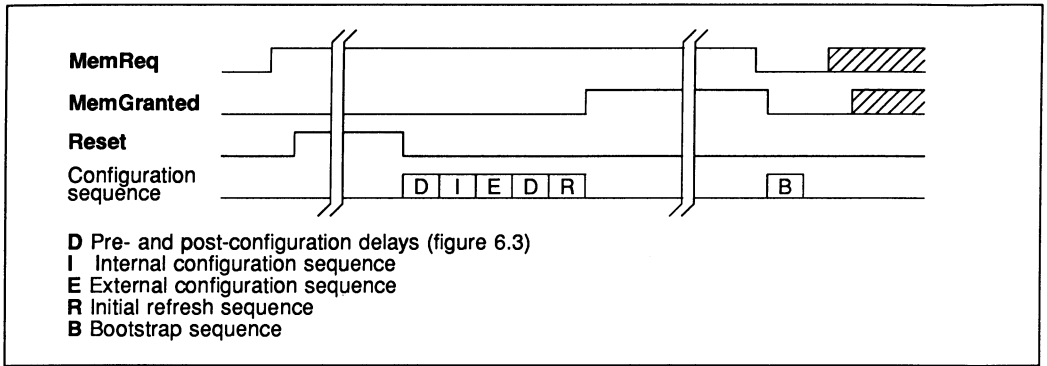 MemReq
MemGranted
Reset
Configuration
sequence
D I E D R
B
D Pre- and post-configuration delays (figure 6.3)
I Internal configuration sequence
E External configuration sequence
R Initial refresh sequence
B Bootstrap sequence